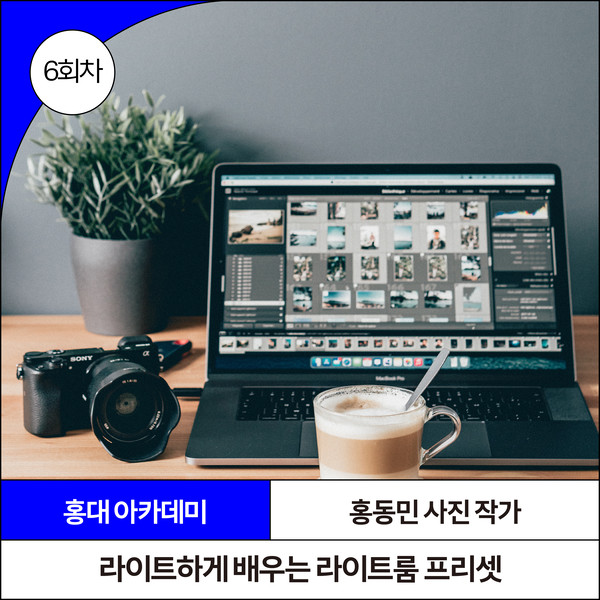 6회차
SONY
α
MacBook Pro
홍대 아카데미
홍동민 사진 작가
라이트하게 배우는 라이트룸 프리셋